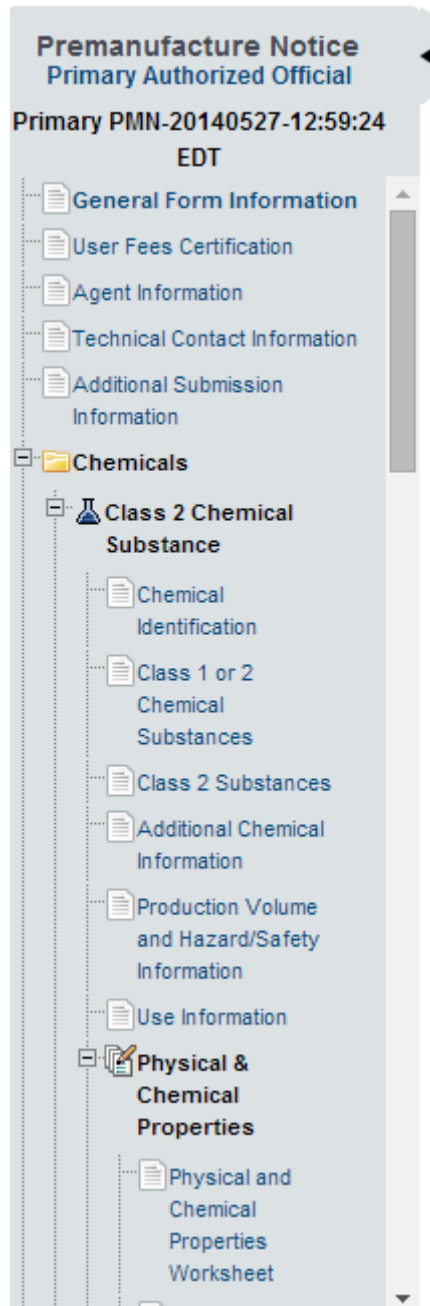 Premanufacture Notice
Primary Authorized Official
Primary PMN-20140527-12:59:24
EDT
General Form Information
User Fees Certification
Agent Information
Technical Contact Information
Additional Submission
Information
Chemicals
Class 2 Chemical
Substance
Chemical
Identification
Class 1 or 2
Chemical
Substances
Class 2 Substances
Additional Chemical
Information
Production Volume
and Hazard/Safety
Information
Use Information
Physical &
Chemical
Properties
Physical and
Chemical
Properties
Worksheet